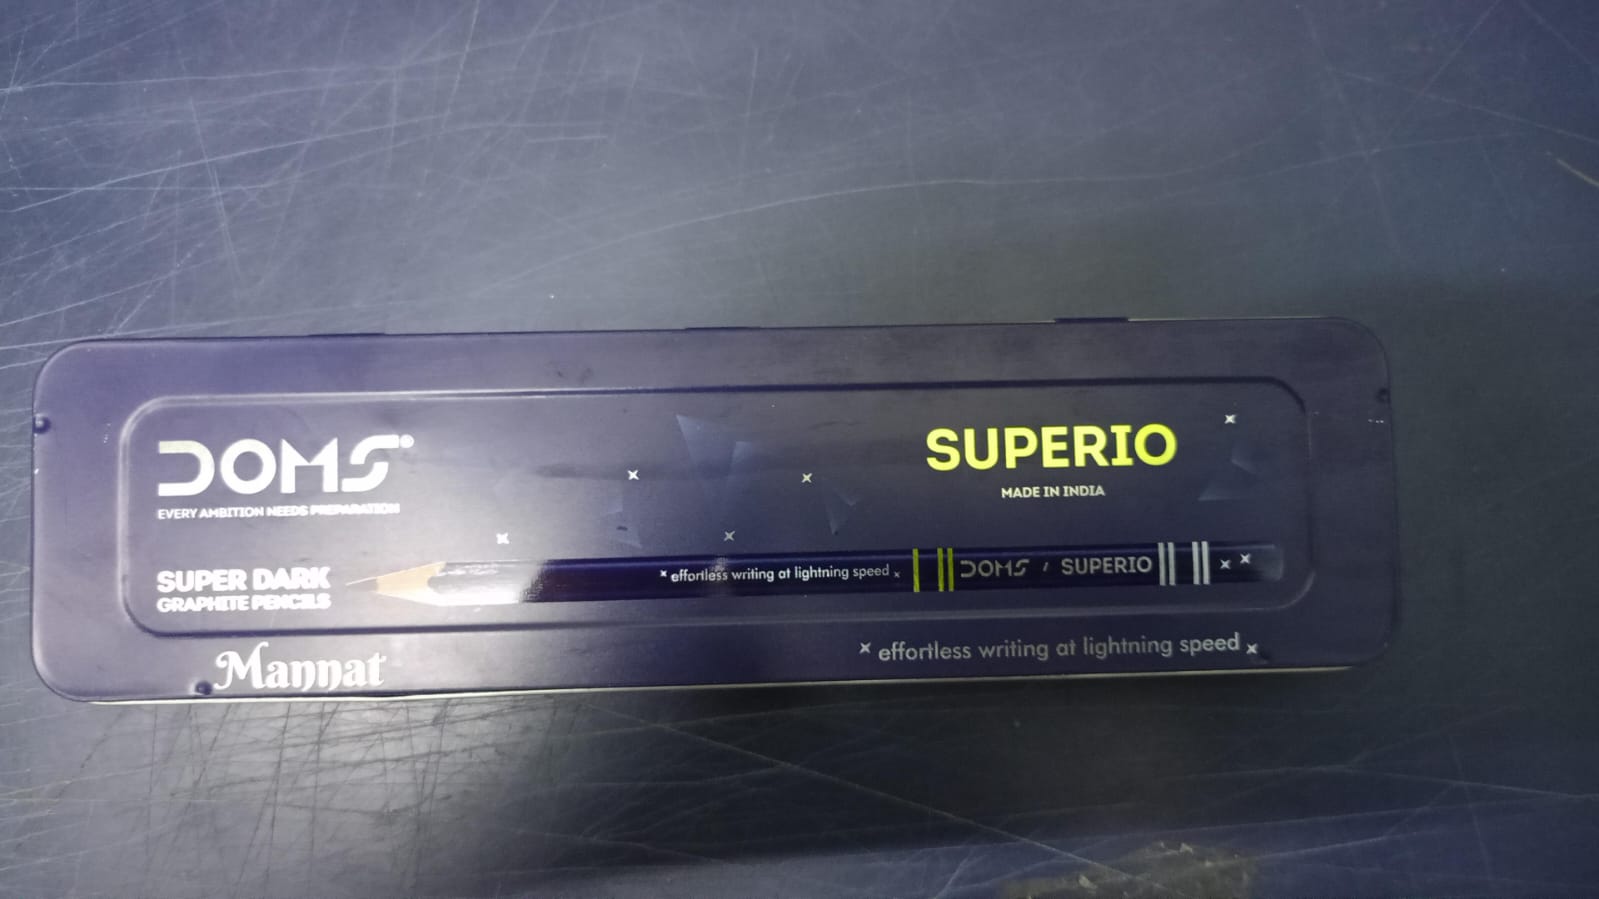 DOMS®
EVERY AMBITION NEEDS PREPARATION
SUPERIO
MADE IN INDIA
SUPER DARK
GRAPHITE PENCILS
effortless writing at lightning speed
DOMS / SUPERIO
effortless writing at lightning speed
Mannat